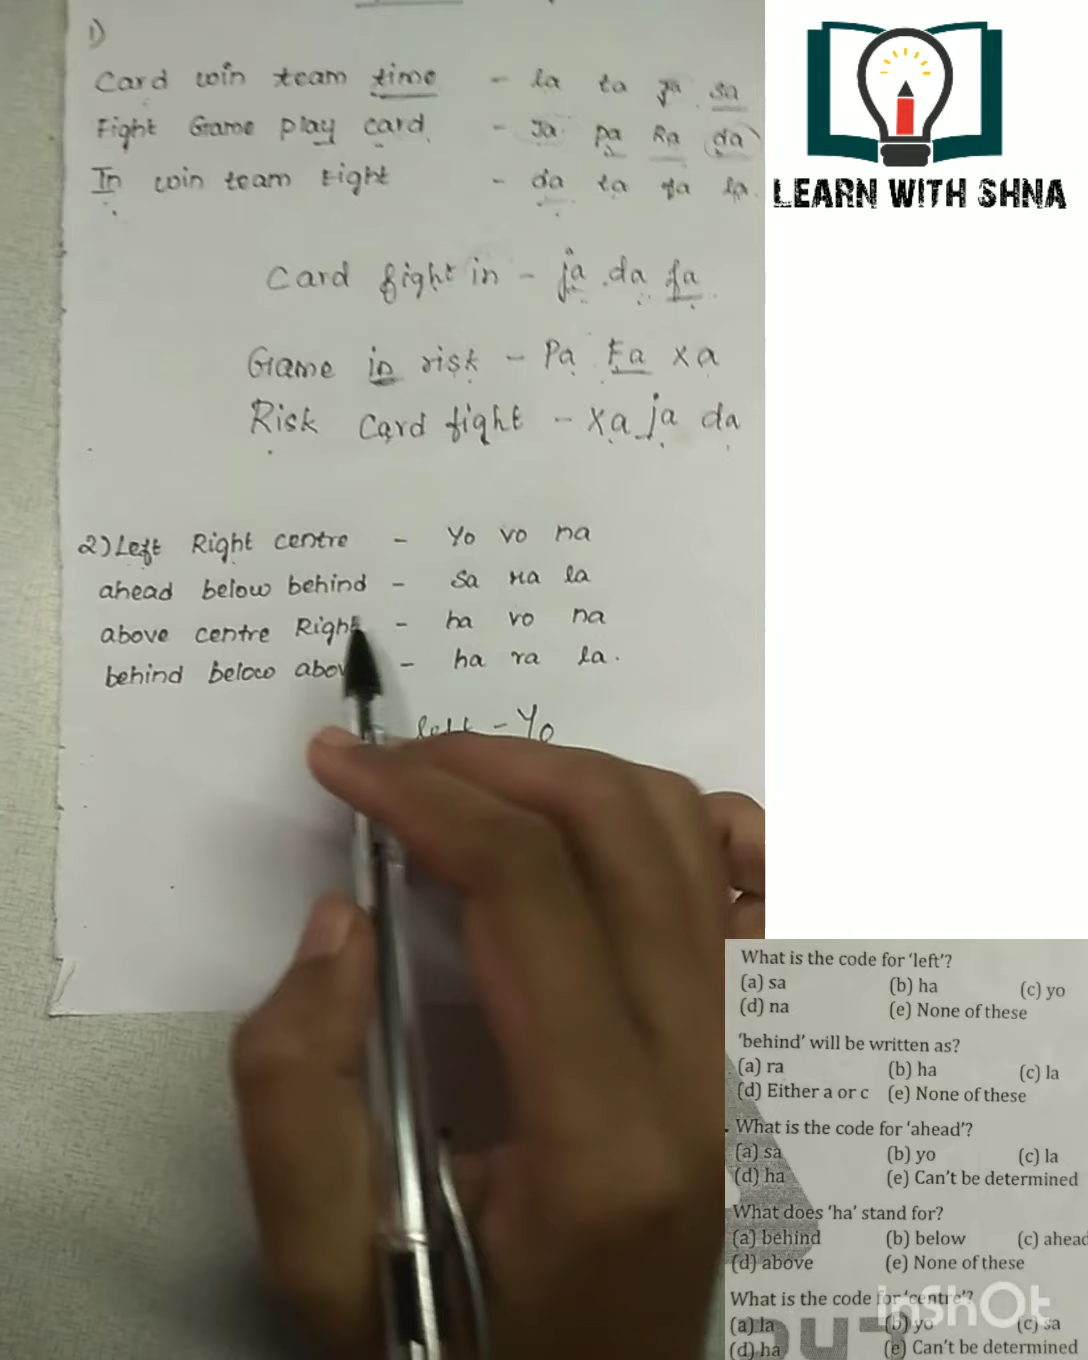 1)
Card win team time - la ta ja sa
Fight Game play card - Ja pa Ra da
In win team Fight - da ta fa la.
Card fight in - ja da fa
Game in risk - Pa Fa xa
Risk Card fight - xa ja da
2) Left Right centre - Yo vo na
ahead below behind - Sa ra la
above centre Right - ha vo na
behind below abov - ha ra la.
left - Yo
LEARN WITH SHNA
What is the code for 'left'?
(a) sa (b) ha (c) yo
(d) na (e) None of these
'behind' will be written as?
(a) ra (b) ha (c) la
(d) Either a or c (e) None of these
What is the code for 'ahead'?
(a) sa (b) yo (c) la
(d) ha (e) Can't be determined
What does 'ha' stand for?
(a) behind (b) below (c) ahead
(d) above (e) None of these
What is the code for 'centre'?
(a) la (b) yo (c) sa
(d) ha (e) Can't be determined
InShOt